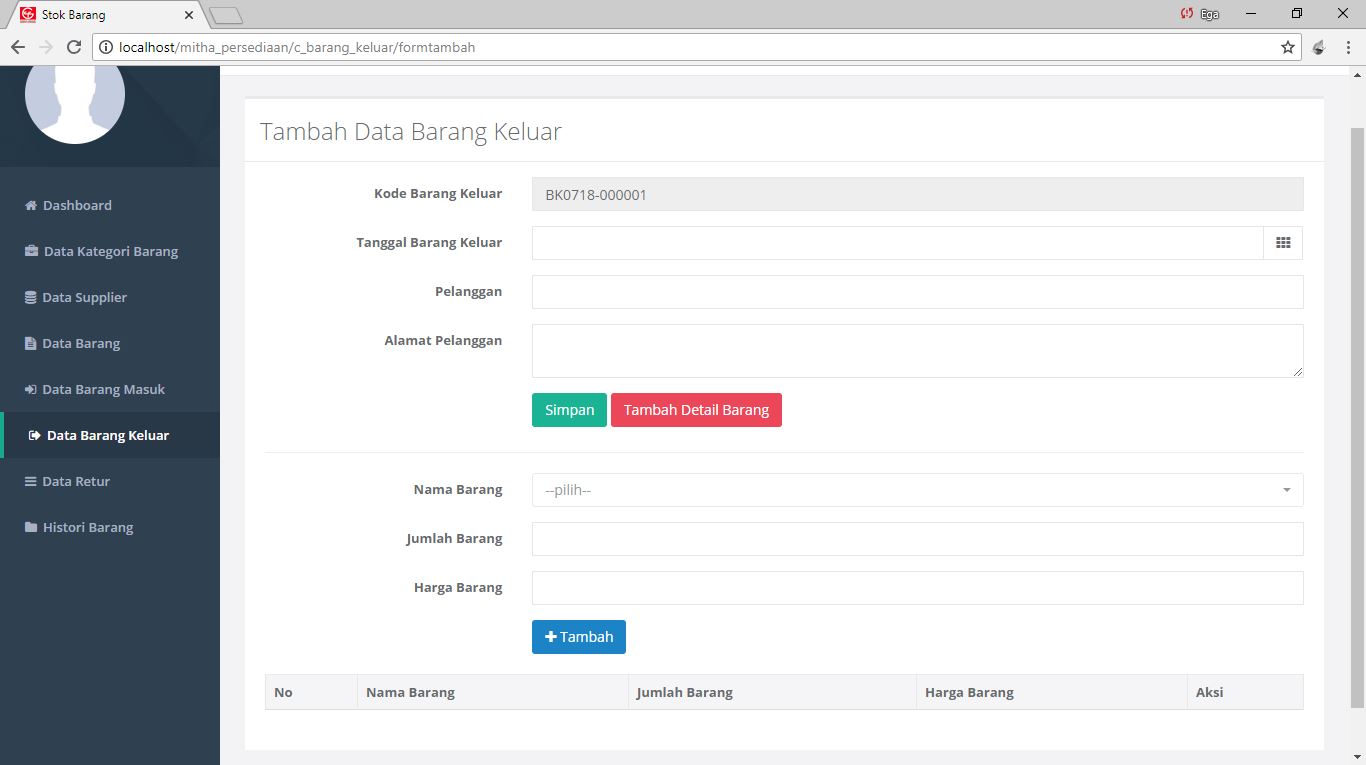 Stok Barang
Ega
localhost/mitha_persediaan/c_barang_keluar/formtambah
Dashboard
Data Kategori Barang
Data Supplier
Data Barang
Data Barang Masuk
Data Barang Keluar
Data Retur
Histori Barang
Tambah Data Barang Keluar
Kode Barang Keluar BK0718-000001
Tanggal Barang Keluar
Pelanggan
Alamat Pelanggan
Simpan Tambah Detail Barang
Nama Barang --pilih--
Jumlah Barang
Harga Barang
Tambah
No Nama Barang Jumlah Barang Harga Barang Aksi